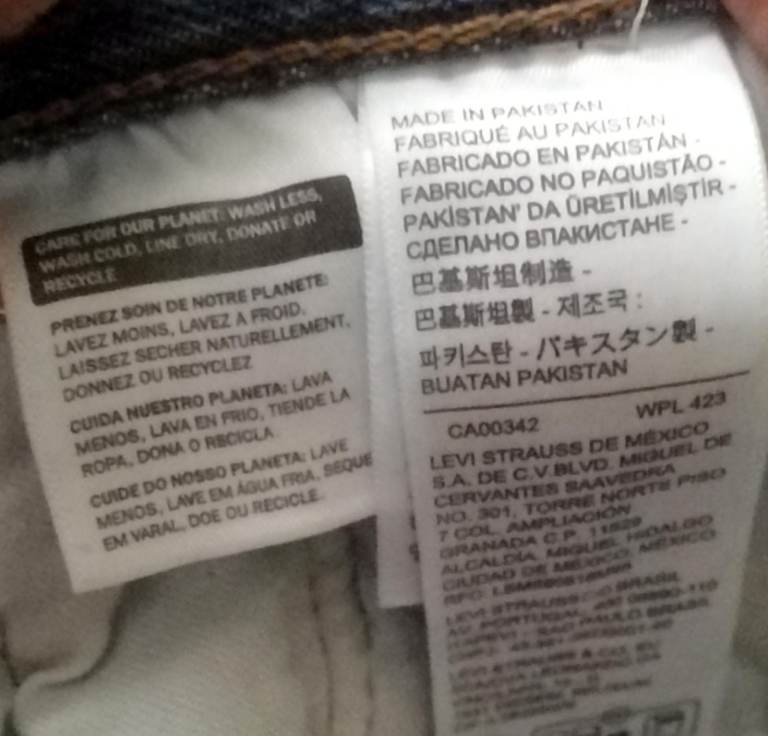 CARE FOR OUR PLANET: WASH LESS,
WASH COLD, LINE DRY, DONATE OR
RECYCLE
PRENEZ SOIN DE NOTRE PLANETE:
LAVEZ MOINS, LAVEZ A FROID,
LAISSEZ SECHER NATURELLEMENT,
DONNEZ OU RECYCLEZ
CUIDA NUESTRO PLANETA: LAVA
MENOS, LAVA EN FRIO, TIENDE LA
ROPA, DONA O RECICLA
CUIDE DO NOSSO PLANETA: LAVE
MENOS, LAVE EM ÁGUA FRIA, SEQUE
EM VARAL, DOE OU RECICLE.
MADE IN PAKISTAN
FABRIQUÉ AU PAKISTAN
FABRICADO EN PAKISTÁN -
FABRICADO NO PAQUISTÃO -
PAKİSTAN' DA ÜRETİLMİŞTİR -
СДЕЛАНО ВПАКИСТАНЕ -
巴基斯坦制造 -
巴基斯坦製 - 제조국 :
파키스탄 - パキスタン製 -
BUATAN PAKISTAN
CA00342 WPL 423
LEVI STRAUSS DE MÉXICO
S.A. DE C.V.BLVD. MIGUEL DE
CERVANTES SAAVEDRA
NO. 301, TORRE NORTE PISO
7 COL. AMPLIACIÓN
GRANADA C.P. 11529
ALCALDÍA, MIGUEL HIDALGO
CIUDAD DE MÉXICO, MÉXICO
LEVI STRAUSS DO BRASIL